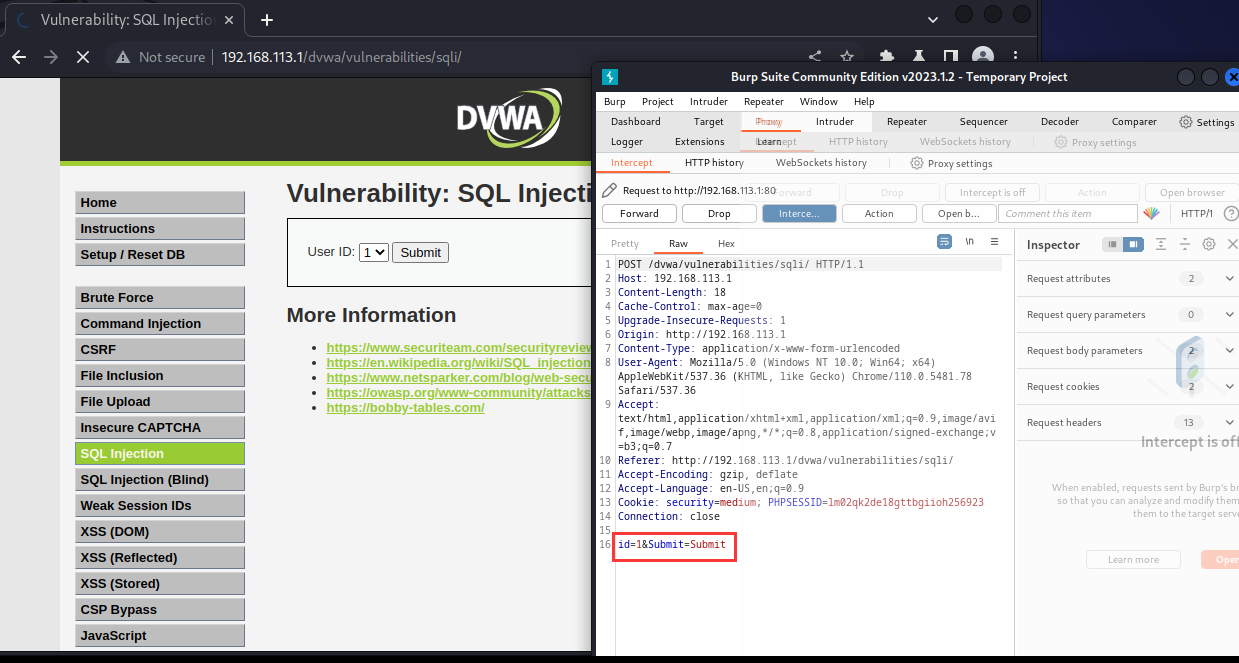 Vulnerability: SQL Injectio
Not secure
192.168.113.1/dvwa/vulnerabilities/sqli/
DVWA
Home
Instructions
Setup / Reset DB
Brute Force
Command Injection
CSRF
File Inclusion
File Upload
Insecure CAPTCHA
SQL Injection
SQL Injection (Blind)
Weak Session IDs
XSS (DOM)
XSS (Reflected)
XSS (Stored)
CSP Bypass
JavaScript
Vulnerability: SQL Injecti
User ID: 1 Submit
More Information
https://www.securiteam.com/securityreview
https://en.wikipedia.org/wiki/SQL_injection
https://www.netsparker.com/blog/web-secu
https://owasp.org/www-community/attacks
https://bobby-tables.com/
Burp Suite Community Edition v2023.1.2 - Temporary Project
Burp Project Intruder Repeater Window Help
Dashboard Target Proxy Intruder Repeater Sequencer Decoder Comparer Settings
Logger Extensions Learn HTTP history WebSockets history Proxy settings
Intercept HTTP history WebSockets history Proxy settings
Request to http://192.168.113.1:80
Forward Drop Intercept is off Action Open browser
Forward Drop Interce... Action Open b... Comment this item HTTP/1 ?
Pretty Raw Hex \n
1 POST /dvwa/vulnerabilities/sqli/ HTTP/1.1
2 Host: 192.168.113.1
3 Content-Length: 18
4 Cache-Control: max-age=0
5 Upgrade-Insecure-Requests: 1
6 Origin: http://192.168.113.1
7 Content-Type: application/x-www-form-urlencoded
8 User-Agent: Mozilla/5.0 (Windows NT 10.0; Win64; x64)
AppleWebKit/537.36 (KHTML, like Gecko) Chrome/110.0.5481.78
Safari/537.36
9 Accept:
text/html,application/xhtml+xml,application/xml;q=0.9,image/avi
f,image/webp,image/apng,*/*;q=0.8,application/signed-exchange;v
=b3;q=0.7
10 Referer: http://192.168.113.1/dvwa/vulnerabilities/sqli/
11 Accept-Encoding: gzip, deflate
12 Accept-Language: en-US,en;q=0.9
13 Cookie: security=medium; PHPSESSID=lm02qk2de18gttbgiioh256923
14 Connection: close
15
16 id=1&Submit=Submit
Inspector
Request attributes 2
Request query parameters 0
Request body parameters 2
Request cookies 2
Request headers 13
Intercept is off
When enabled, requests sent by Burp's br
so that you can analyze and modify them
them to the target serve
Learn more Open